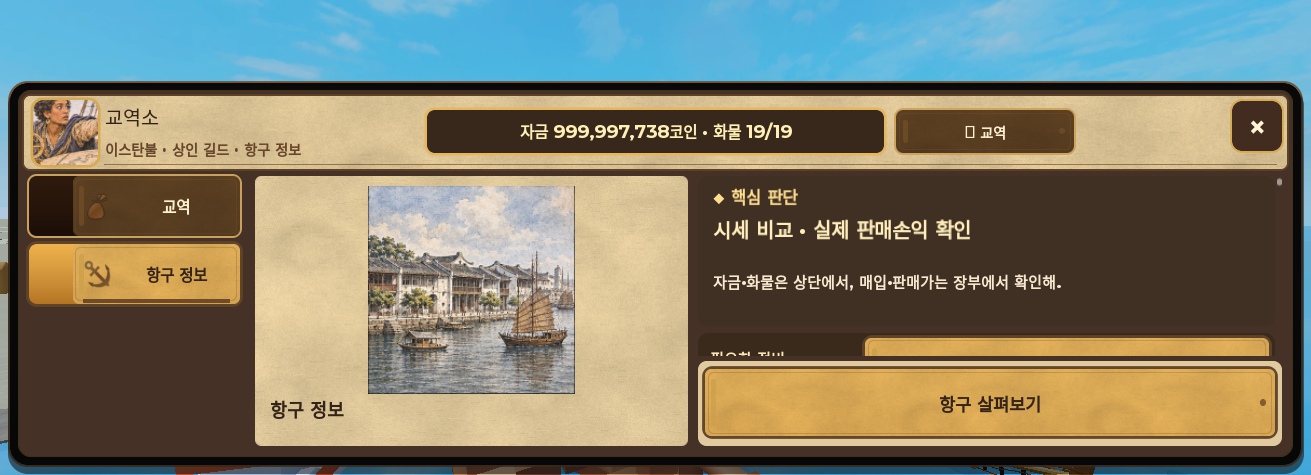 교역소
이스탄불 • 상인 길드 • 항구 정보
자금 999,997,738코인 • 화물 19/19
교역
×
교역
항구 정보
항구 정보
◆ 핵심 판단
시세 비교 • 실제 판매손익 확인
자금•화물은 상단에서, 매입•판매가는 장부에서 확인해.
항구 살펴보기